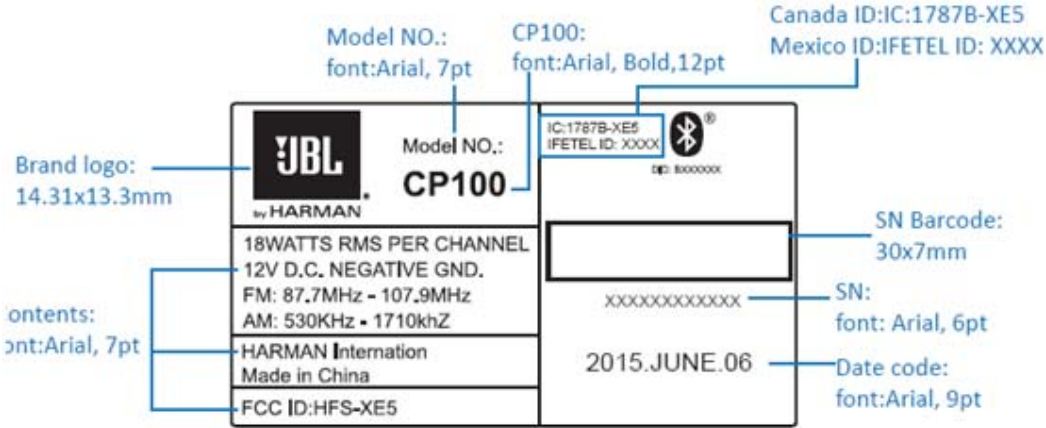 Canada ID:IC:1787B-XE5
Mexico ID:IFETEL ID: XXXX
Model NO.:
font:Arial, 7pt
CP100:
font:Arial, Bold,12pt
Brand logo:
14.31x13.3mm
JBL
by HARMAN
Model NO.:
CP100
IC:1787B-XE5
IFETEL ID: XXXX
18WATTS RMS PER CHANNEL
12V D.C. NEGATIVE GND.
FM: 87.7MHz - 107.9MHz
AM: 530KHz - 1710khZ
ontents:
ont:Arial, 7pt
HARMAN Internation
Made in China
FCC ID:HFS-XE5
SN Barcode:
30x7mm
XXXXXXXXXXXX
SN:
font: Arial, 6pt
2015.JUNE.06
Date code:
font:Arial, 9pt